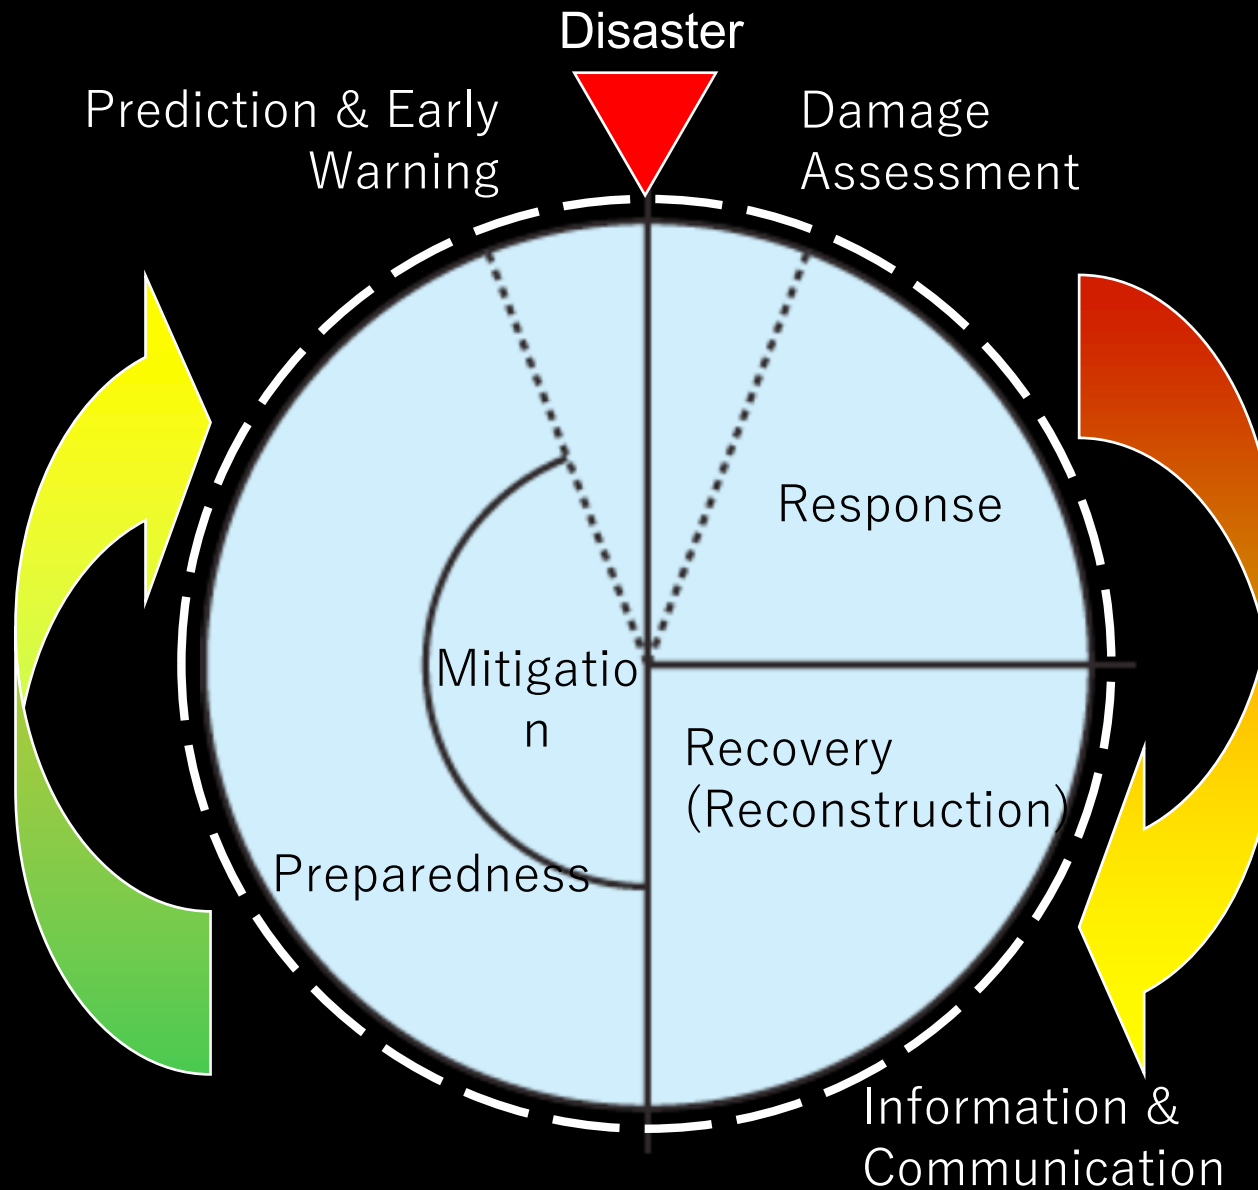 Disaster
Prediction & Early
Warning
Damage
Assessment
Response
Mitigatio
n
Recovery
(Reconstruction)
Preparedness
Information &
Communication